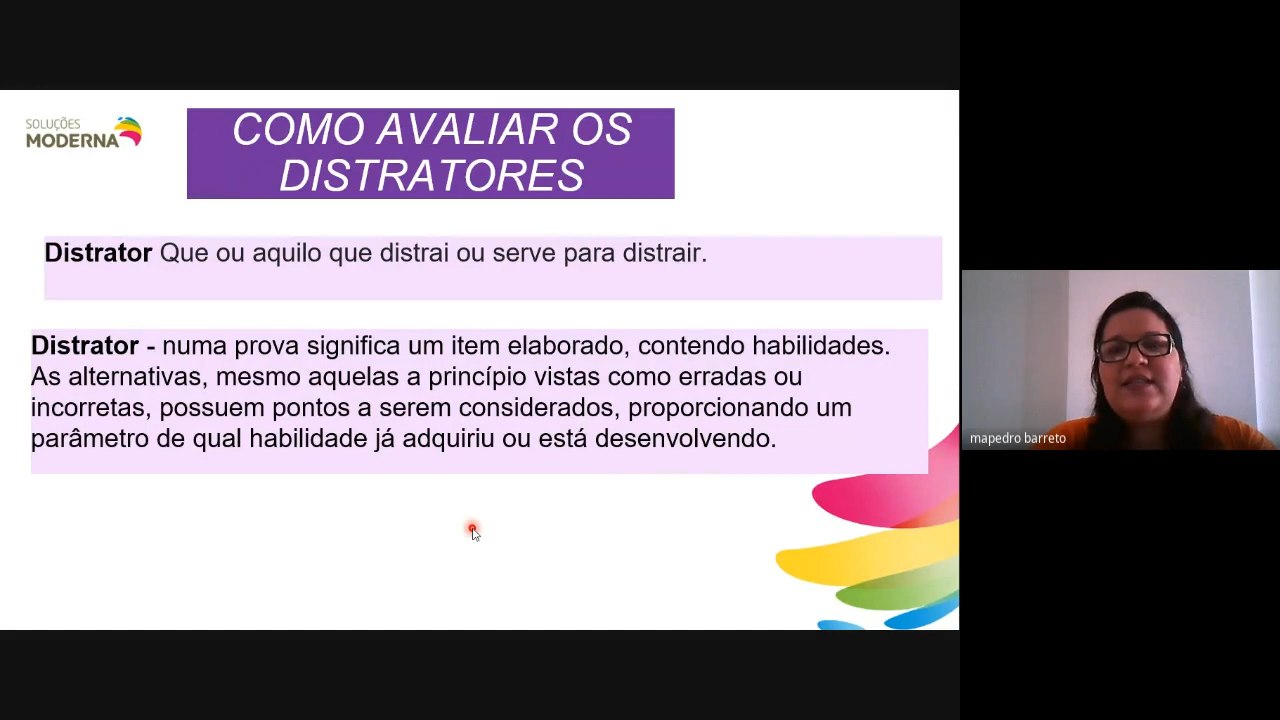 SOLUÇÕES
MODERNA
COMO AVALIAR OS
DISTRATORES
Distrator Que ou aquilo que distrai ou serve para distrair.
Distrator - numa prova significa um item elaborado, contendo habilidades.
As alternativas, mesmo aquelas a princípio vistas como erradas ou
incorretas, possuem pontos a serem considerados, proporcionando um
parâmetro de qual habilidade já adquiriu ou está desenvolvendo.
mapedro barreto